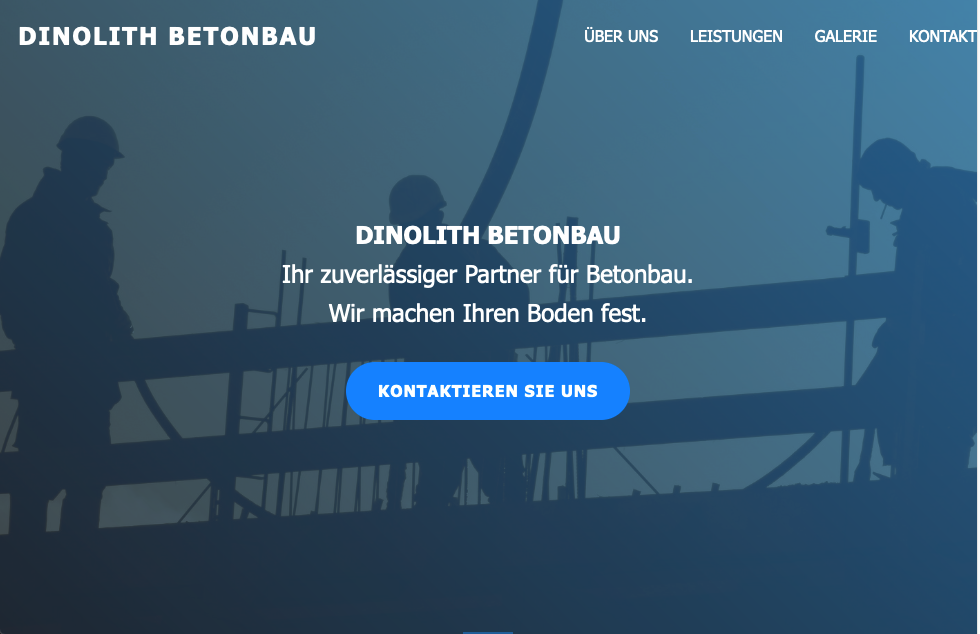 DINOLITH BETONBAU
ÜBER UNS LEISTUNGEN GALERIE KONTAKT
DINOLITH BETONBAU
Ihr zuverlässiger Partner für Betonbau.
Wir machen Ihren Boden fest.
KONTAKTIEREN SIE UNS